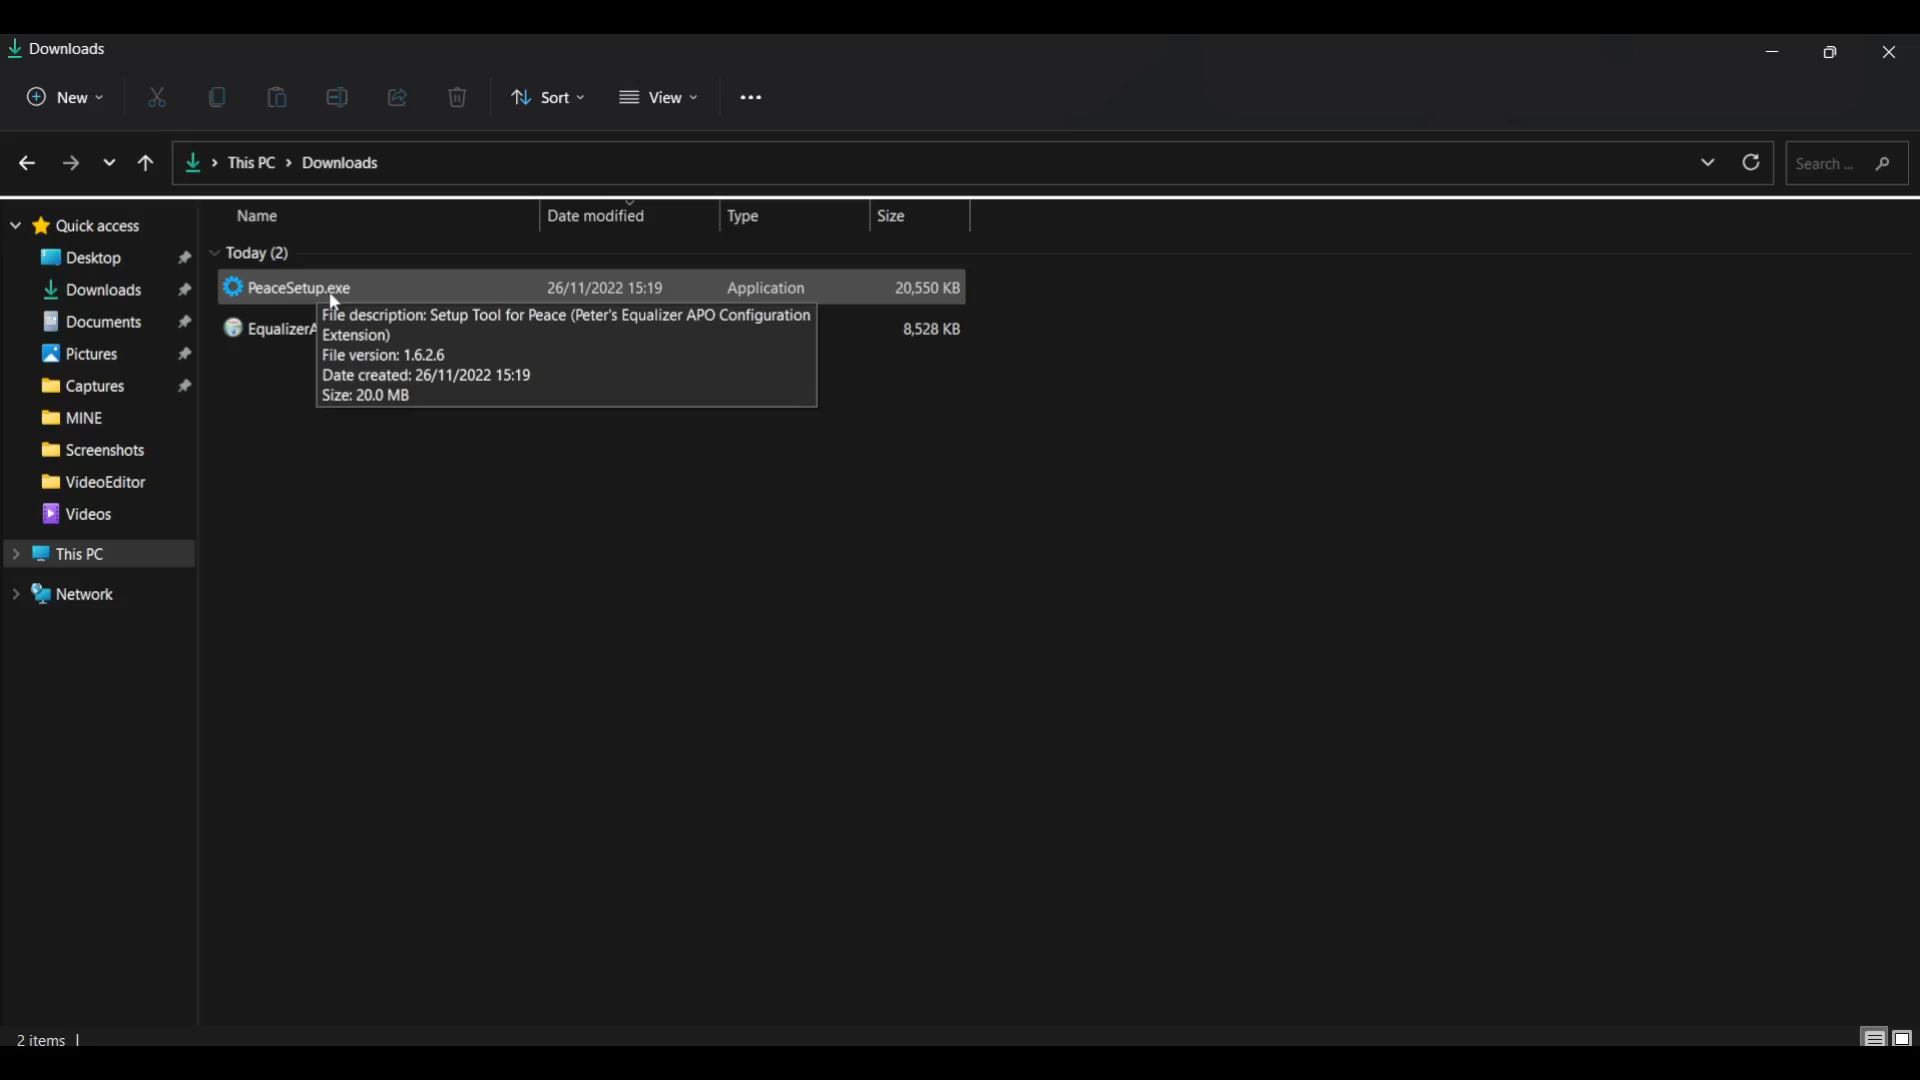 Downloads
New
Sort
View
This PC
Downloads
Search ...
Quick access
Desktop
Downloads
Documents
Pictures
Captures
MINE
Screenshots
VideoEditor
Videos
This PC
Network
Name Date modified Type Size
Today (2)
PeaceSetup.exe 26/11/2022 15:19 Application 20,550 KB
EqualizerA 8,528 KB
File description: Setup Tool for Peace (Peter's Equalizer APO Configuration
Extension)
File version: 1.6.2.6
Date created: 26/11/2022 15:19
Size: 20.0 MB
2 items